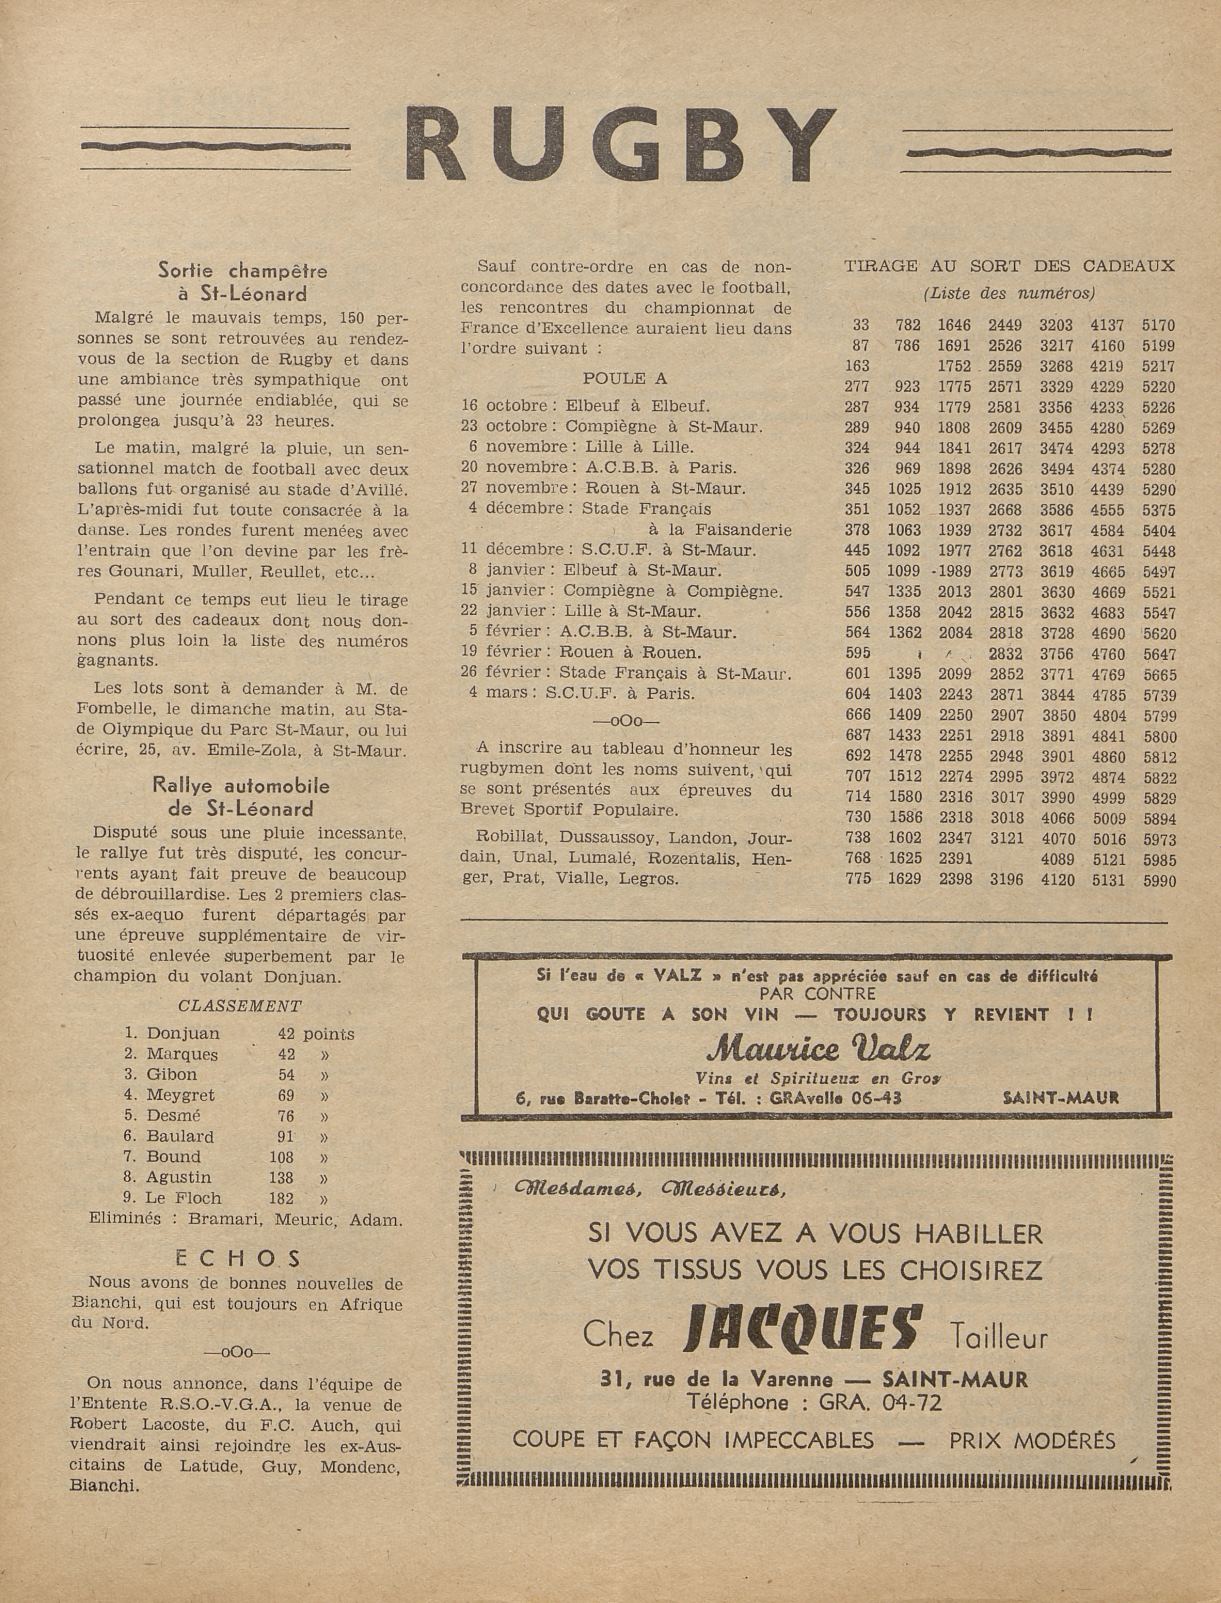 RUGBY
Sortie champêtre
à St-Léonard
Malgré le mauvais temps, 150 per-
sonnes se sont retrouvées au rendez-
vous de la section de Rugby et dans
une ambiance très sympathique ont
passé une journée endiablée, qui se
prolongea jusqu'à 23 heures.
Le matin, malgré la pluie, un sen-
sationnel match de football avec deux
ballons fut organisé au stade d'Avillé.
L'après-midi fut toute consacrée à la
danse. Les rondes furent menées avec
l'entrain que l'on devine par les frè-
res Gounari, Muller, Reullet, etc...
Pendant ce temps eut lieu le tirage
au sort des cadeaux dont nous don-
nons plus loin la liste des numéros
gagnants.
Les lots sont à demander à M. de
Fombelle, le dimanche matin, au Sta-
de Olympique du Parc St-Maur, ou lui
écrire, 25, av. Emile-Zola, à St-Maur.
Rallye automobile
de St-Léonard
Disputé sous une pluie incessante,
le rallye fut très disputé, les concur-
rents ayant fait preuve de beaucoup
de débrouillardise. Les 2 premiers clas-
sés ex-aequo furent départagés par
une épreuve supplémentaire de vir-
tuosité enlevée superbement par le
champion du volant Donjuan.
CLASSEMENT
1. Donjuan 42 points
2. Marques 42 »
3. Gibon 54 »
4. Meygret 69 »
5. Desmé 76 »
6. Baulard 91 »
7. Bound 108 »
8. Agustin 138 »
9. Le Floch 182 »
Eliminés : Bramari, Meuric, Adam.
ECHOS
Nous avons de bonnes nouvelles de
Bianchi, qui est toujours en Afrique
du Nord.
—oOo—
On nous annonce, dans l'équipe de
l'Entente R.S.O.-V.G.A., la venue de
Robert Lacoste, du F.C. Auch, qui
viendrait ainsi rejoindre les ex-Aus-
citains de Latude, Guy, Mondenc,
Bianchi.
Sauf contre-ordre en cas de non-
concordance des dates avec le football,
les rencontres du championnat de
France d'Excellence auraient lieu dans
l'ordre suivant :
POULE A
16 octobre : Elbeuf à Elbeuf.
23 octobre : Compiègne à St-Maur.
6 novembre : Lille à Lille.
20 novembre : A.C.B.B. à Paris.
27 novembre : Rouen à St-Maur.
4 décembre : Stade Français
à la Faisanderie
11 décembre : S.C.U.F. à St-Maur.
8 janvier : Elbeuf à St-Maur.
15 janvier : Compiègne à Compiègne.
22 janvier : Lille à St-Maur.
5 février : A.C.B.B. à St-Maur.
19 février : Rouen à Rouen.
26 février : Stade Français à St-Maur.
4 mars : S.C.U.F. à Paris.
—oOo—
A inscrire au tableau d'honneur les
rugbymen dont les noms suivent, qui
se sont présentés aux épreuves du
Brevet Sportif Populaire.
Robillat, Dussaussoy, Landon, Jour-
dain, Unal, Lumalé, Rozentalis, Hen-
ger, Prat, Vialle, Legros.
TIRAGE AU SORT DES CADEAUX
(Liste des numéros)
33 782 1646 2449 3203 4137 5170
87 786 1691 2526 3217 4160 5199
163 1752 2559 3268 4219 5217
277 923 1775 2571 3329 4229 5220
287 934 1779 2581 3356 4233 5226
289 940 1808 2609 3455 4280 5269
324 944 1841 2617 3474 4293 5278
326 969 1898 2626 3494 4374 5280
345 1025 1912 2635 3510 4439 5290
351 1052 1937 2668 3586 4555 5375
378 1063 1939 2732 3617 4584 5404
445 1092 1977 2762 3618 4631 5448
505 1099 -1989 2773 3619 4665 5497
547 1335 2013 2801 3630 4669 5521
556 1358 2042 2815 3632 4683 5547
564 1362 2084 2818 3728 4690 5620
595 2832 3756 4760 5647
601 1395 2099 2852 3771 4769 5665
604 1403 2243 2871 3844 4785 5739
666 1409 2250 2907 3850 4804 5799
687 1433 2251 2918 3891 4841 5800
692 1478 2255 2948 3901 4860 5812
707 1512 2274 2995 3972 4874 5822
714 1580 2316 3017 3990 4999 5829
730 1586 2318 3018 4066 5009 5894
738 1602 2347 3121 4070 5016 5973
768 1625 2391 4089 5121 5985
775 1629 2398 3196 4120 5131 5990
Si l'eau de « VALZ » n'est pas appréciée sauf en cas de difficulté
PAR CONTRE
QUI GOUTE A SON VIN — TOUJOURS Y REVIENT ! !
Maurice Valz
Vins et Spiritueux en Gros
6, rue Baratte-Cholet - Tél. : GRAvelle 06-43 SAINT-MAUR
Mesdames, Messieurs,
SI VOUS AVEZ A VOUS HABILLER
VOS TISSUS VOUS LES CHOISIREZ
Chez JACQUES Tailleur
31, rue de la Varenne — SAINT-MAUR
Téléphone : GRA. 04-72
COUPE ET FAÇON IMPECCABLES — PRIX MODÉRÉS